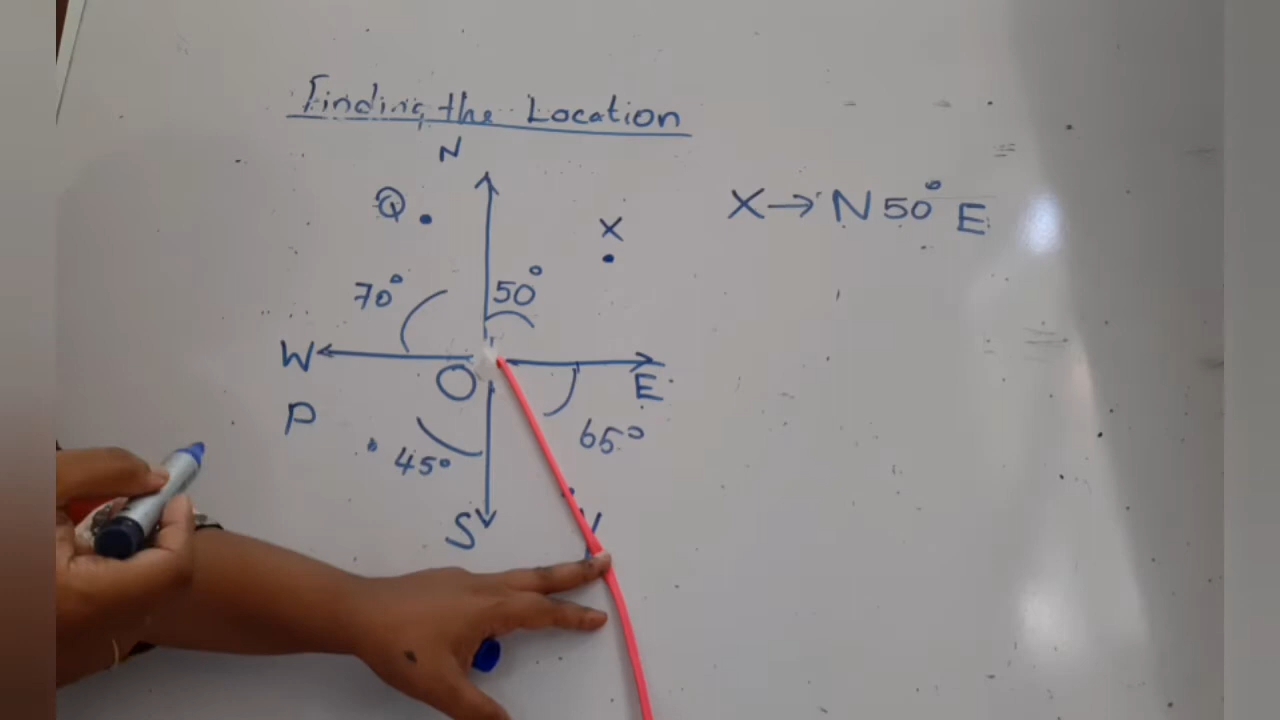 Finding the Location
N
Q
X
X → N 50° E
70°
50°
W
O
E
P
65°
45°
S